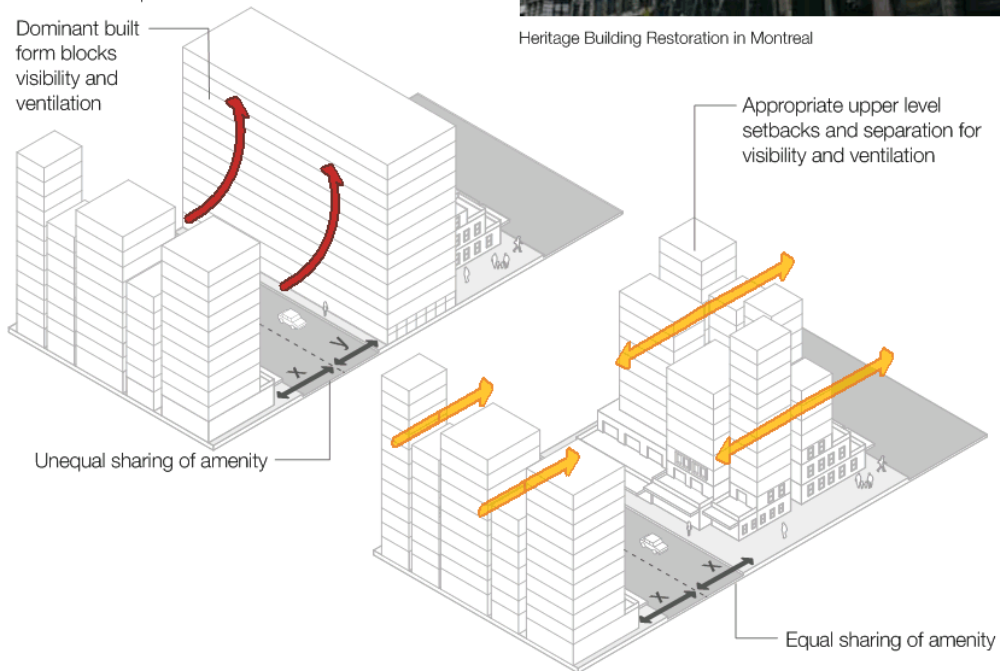 Dominant built
form blocks
visibility and
ventilation
Heritage Building Restoration in Montreal
Appropriate upper level
setbacks and separation for
visibility and ventilation
x
y
Unequal sharing of amenity
x
x
Equal sharing of amenity